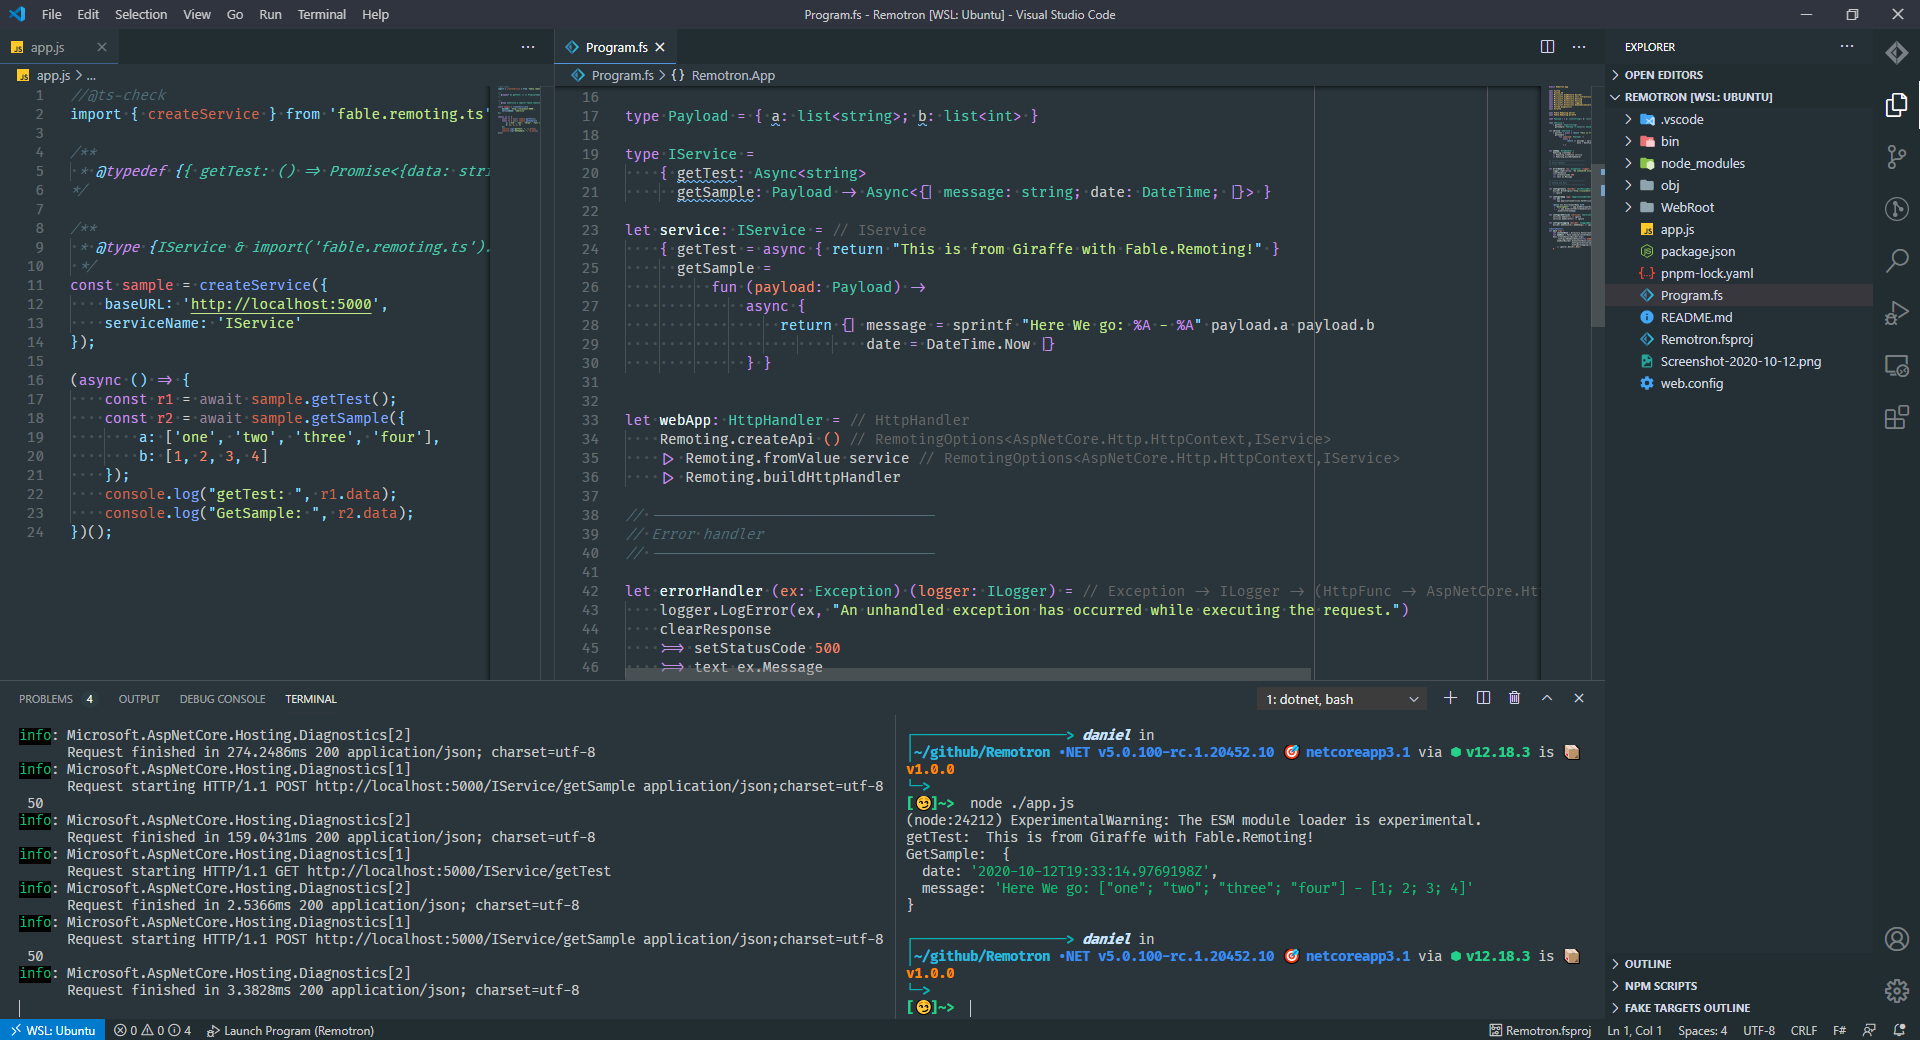 File Edit Selection View Go Run Terminal Help
Program.fs - Remotron [WSL: Ubuntu] - Visual Studio Code
JS app.js
JS app.js > ...
1 //@ts-check
2 import { createService } from 'fable.remoting.ts'
3
4 /**
5 * @typedef {{ getTest: () => Promise<{data: stri
6 */
7
8 /**
9 * @type {IService & import('fable.remoting.ts').
10 */
11 const sample = createService({
12 baseURL: 'http://localhost:5000',
13 serviceName: 'IService'
14 });
15
16 (async () => {
17 const r1 = await sample.getTest();
18 const r2 = await sample.getSample({
19 a: ['one', 'two', 'three', 'four'],
20 b: [1, 2, 3, 4]
21 });
22 console.log("getTest: ", r1.data);
23 console.log("GetSample: ", r2.data);
24 })();
Program.fs
Program.fs > {} Remotron.App
16
17 type Payload = { a: list<string>; b: list<int> }
18
19 type IService =
20 { getTest: Async<string>
21 getSample: Payload -> Async<{| message: string; date: DateTime; |}> }
22
23 let service: IService = // IService
24 { getTest = async { return "This is from Giraffe with Fable.Remoting!" }
25 getSample =
26 fun (payload: Payload) ->
27 async {
28 return {| message = sprintf "Here We go: %A - %A" payload.a payload.b
29 date = DateTime.Now |}
30 } }
31
32
33 let webApp: HttpHandler = // HttpHandler
34 Remoting.createApi () // RemotingOptions<AspNetCore.Http.HttpContext,IService>
35 |> Remoting.fromValue service // RemotingOptions<AspNetCore.Http.HttpContext,IService>
36 |> Remoting.buildHttpHandler
37
38 // ---------------------------------
39 // Error handler
40 // ---------------------------------
41
42 let errorHandler (ex: Exception) (logger: ILogger) = // Exception -> ILogger -> (HttpFunc -> AspNetCore.Ht
43 logger.LogError(ex, "An unhandled exception has occurred while executing the request.")
44 clearResponse
45 >=> setStatusCode 500
46 >=> text ex.Message
EXPLORER
OPEN EDITORS
REMOTRON [WSL: UBUNTU]
.vscode
bin
node_modules
obj
WebRoot
app.js
package.json
pnpm-lock.yaml
Program.fs
README.md
Remotron.fsproj
Screenshot-2020-10-12.png
web.config
OUTLINE
NPM SCRIPTS
FAKE TARGETS OUTLINE
PROBLEMS 4 OUTPUT DEBUG CONSOLE TERMINAL
1: dotnet, bash
info: Microsoft.AspNetCore.Hosting.Diagnostics[2]
Request finished in 274.2486ms 200 application/json; charset=utf-8
info: Microsoft.AspNetCore.Hosting.Diagnostics[1]
Request starting HTTP/1.1 POST http://localhost:5000/IService/getSample application/json;charset=utf-8
50
info: Microsoft.AspNetCore.Hosting.Diagnostics[2]
Request finished in 159.0431ms 200 application/json; charset=utf-8
info: Microsoft.AspNetCore.Hosting.Diagnostics[1]
Request starting HTTP/1.1 GET http://localhost:5000/IService/getTest
info: Microsoft.AspNetCore.Hosting.Diagnostics[2]
Request finished in 2.5366ms 200 application/json; charset=utf-8
info: Microsoft.AspNetCore.Hosting.Diagnostics[1]
Request starting HTTP/1.1 POST http://localhost:5000/IService/getSample application/json;charset=utf-8
50
info: Microsoft.AspNetCore.Hosting.Diagnostics[2]
Request finished in 3.3828ms 200 application/json; charset=utf-8
daniel in
~/github/Remotron •NET v5.0.100-rc.1.20452.10 🎯 netcoreapp3.1 via ⬢ v12.18.3 is 📦
v1.0.0
[😊]~> node ./app.js
(node:24212) ExperimentalWarning: The ESM module loader is experimental.
getTest: This is from Giraffe with Fable.Remoting!
GetSample: {
date: '2020-10-12T19:33:14.9769198Z',
message: 'Here We go: ["one"; "two"; "three"; "four"] - [1; 2; 3; 4]'
}
daniel in
~/github/Remotron •NET v5.0.100-rc.1.20452.10 🎯 netcoreapp3.1 via ⬢ v12.18.3 is 📦
v1.0.0
[😊]~>
WSL: Ubuntu 0 0 4 Launch Program (Remotron)
Remotron.fsproj Ln 1, Col 1 Spaces: 4 UTF-8 CRLF F#